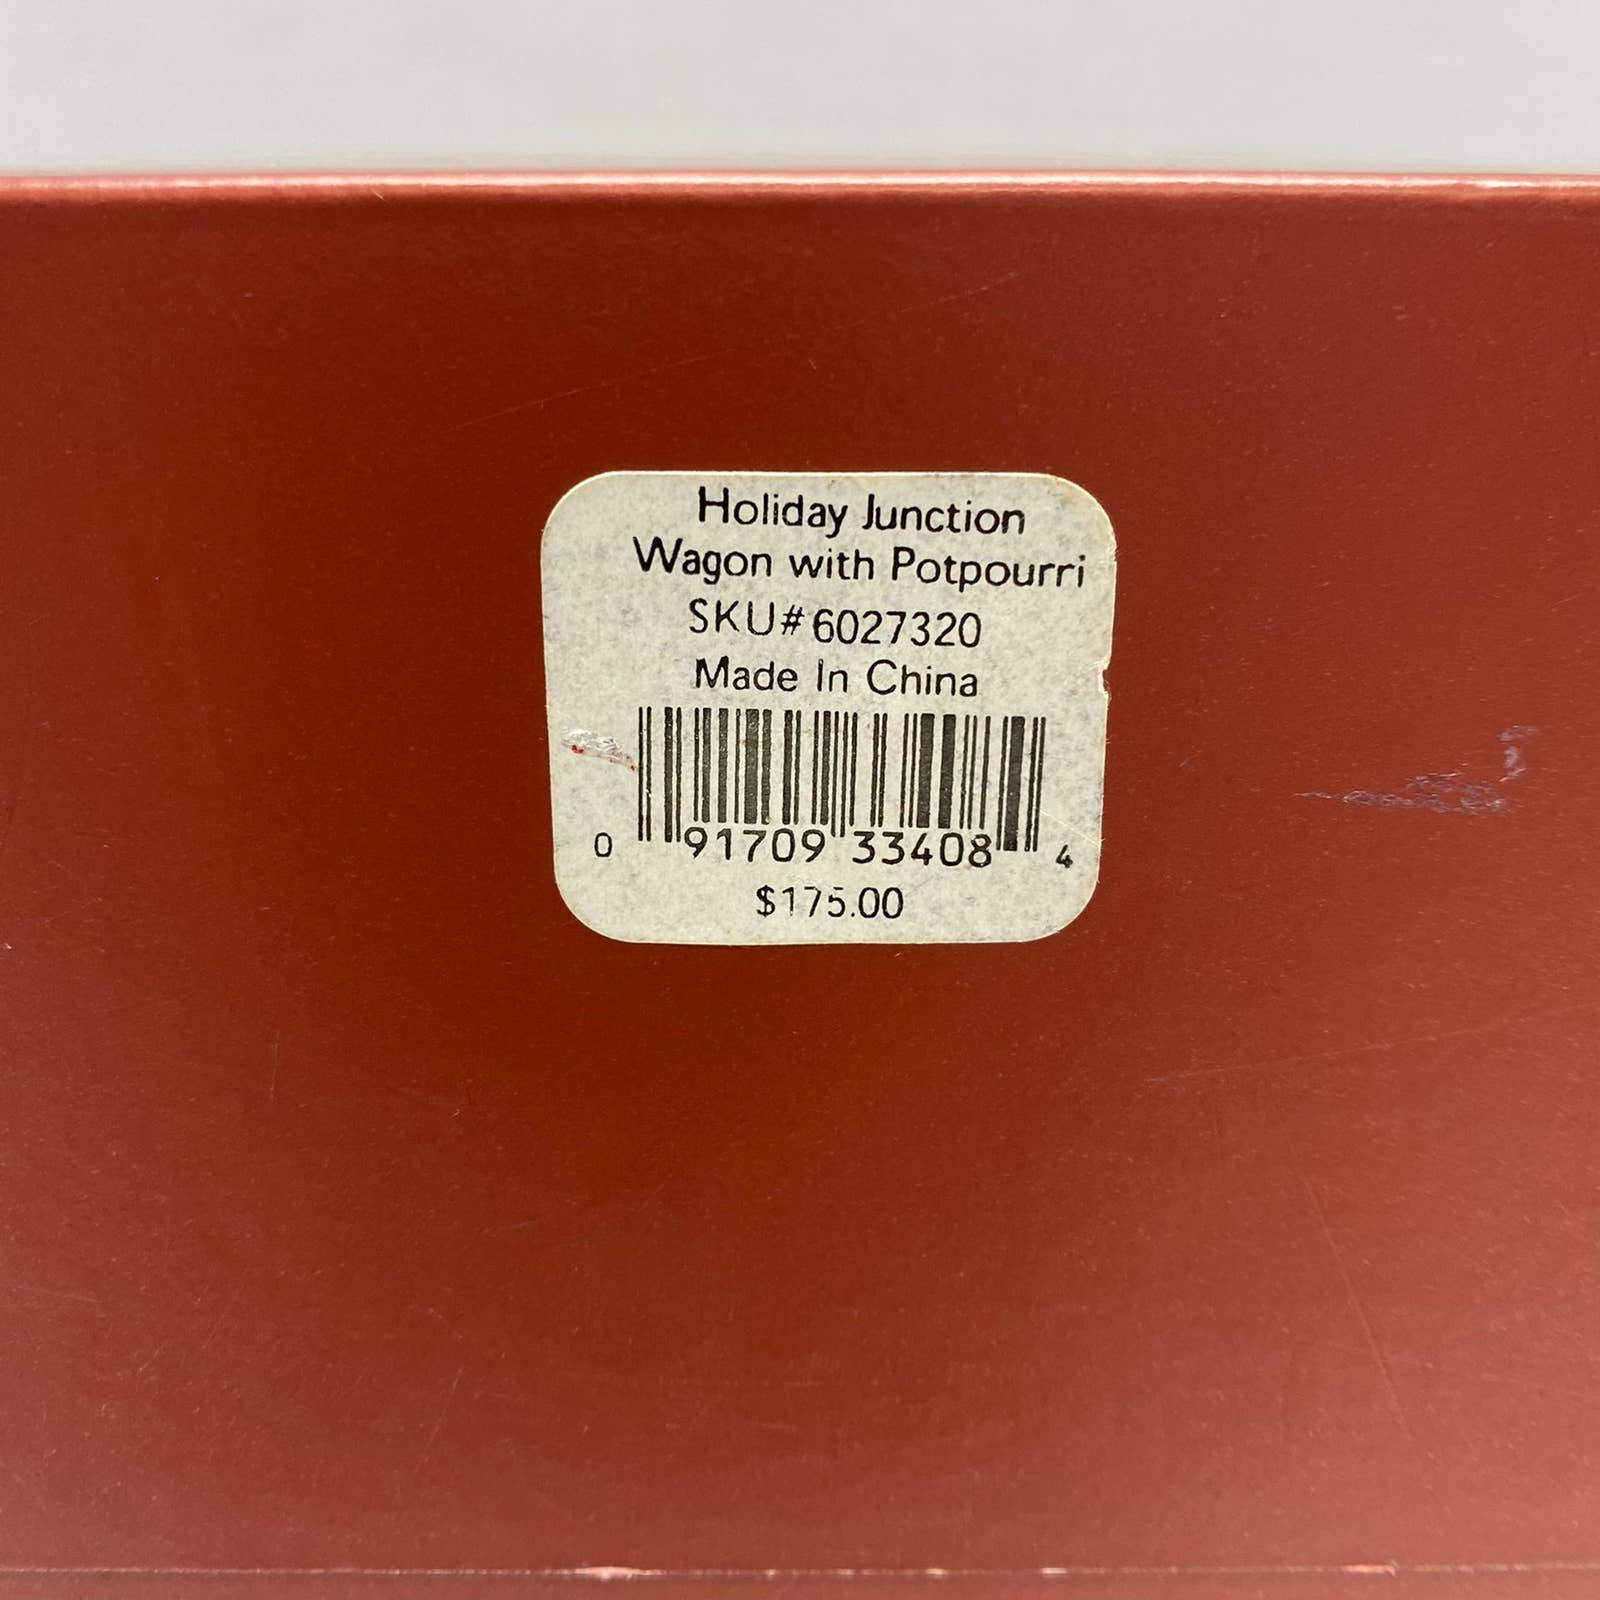 Holiday Junction
Wagon with Potpourri
SKU# 6027320
Made In China
0 91709 33408 4
$175.00